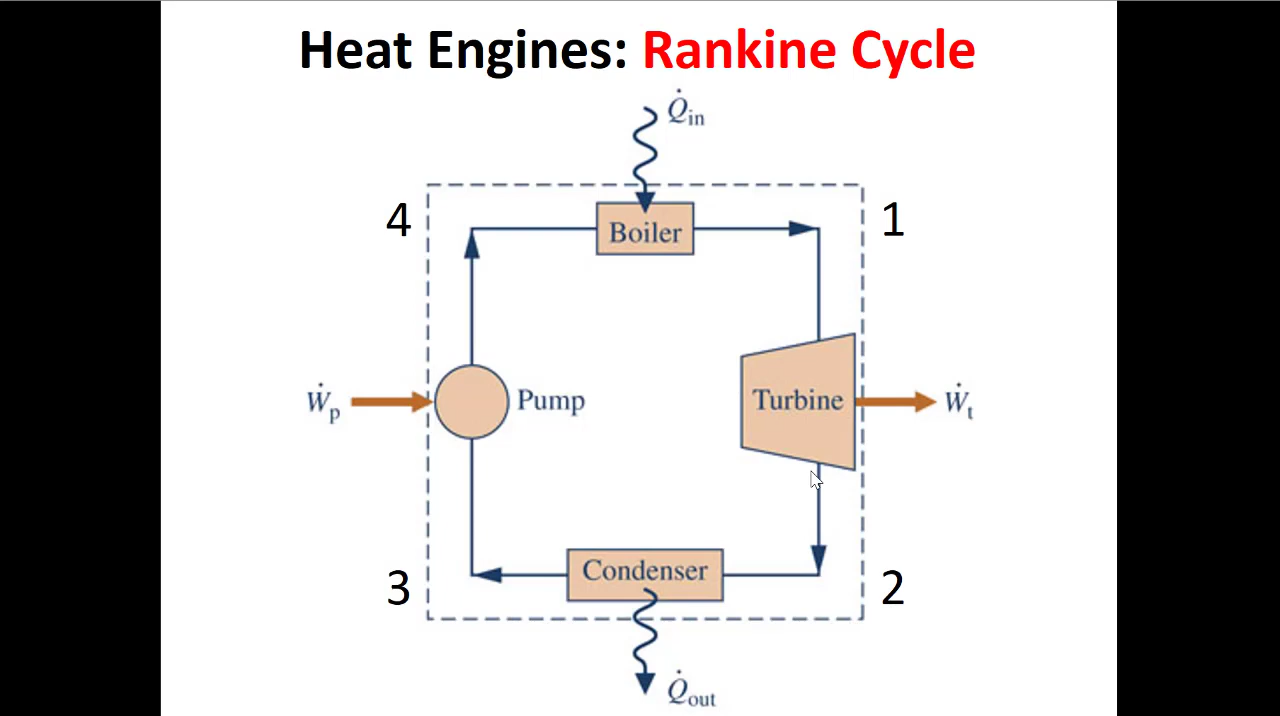 Heat Engines: Rankine Cycle
Q̇in
4
Boiler
1
Ẇp
Pump
Turbine
Ẇt
3
Condenser
2
Q̇out